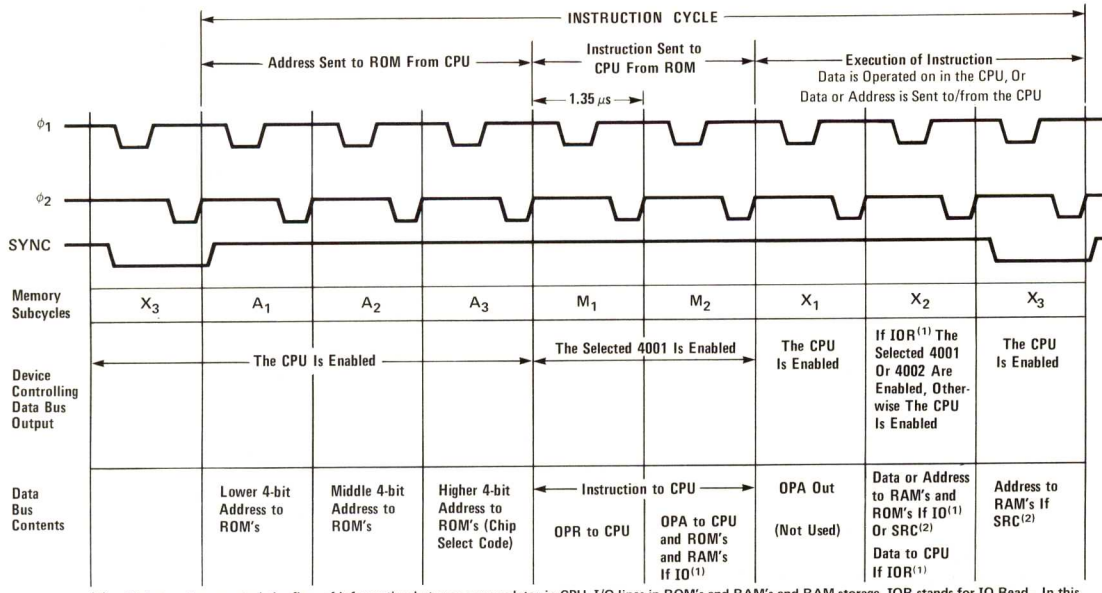 INSTRUCTION CYCLE
Address Sent to ROM From CPU
Instruction Sent to
CPU From ROM
Execution of Instruction
Data is Operated on in the CPU, Or
Data or Address is Sent to/from the CPU
1.35 μs
ϕ1
ϕ2
SYNC
Memory
Subcycles
X3
A1
A2
A3
M1
M2
X1
X2
X3
Device
Controlling
Data Bus
Output
The CPU Is Enabled
The Selected 4001 Is Enabled
The CPU
Is Enabled
If IOR(1) The
Selected 4001
Or 4002 Are
Enabled, Other-
wise The CPU
Is Enabled
The CPU
Is Enabled
Data
Bus
Contents
Lower 4-bit
Address to
ROM's
Middle 4-bit
Address to
ROM's
Higher 4-bit
Address to
ROM's (Chip
Select Code)
Instruction to CPU
OPR to CPU
OPA to CPU
and ROM's
and RAM's
If IO(1)
OPA Out
(Not Used)
Data or Address
to RAM's and
ROM's If IO(1)
Or SRC(2)
Data to CPU
If IOR(1)
Address to
RAM's If
SRC(2)